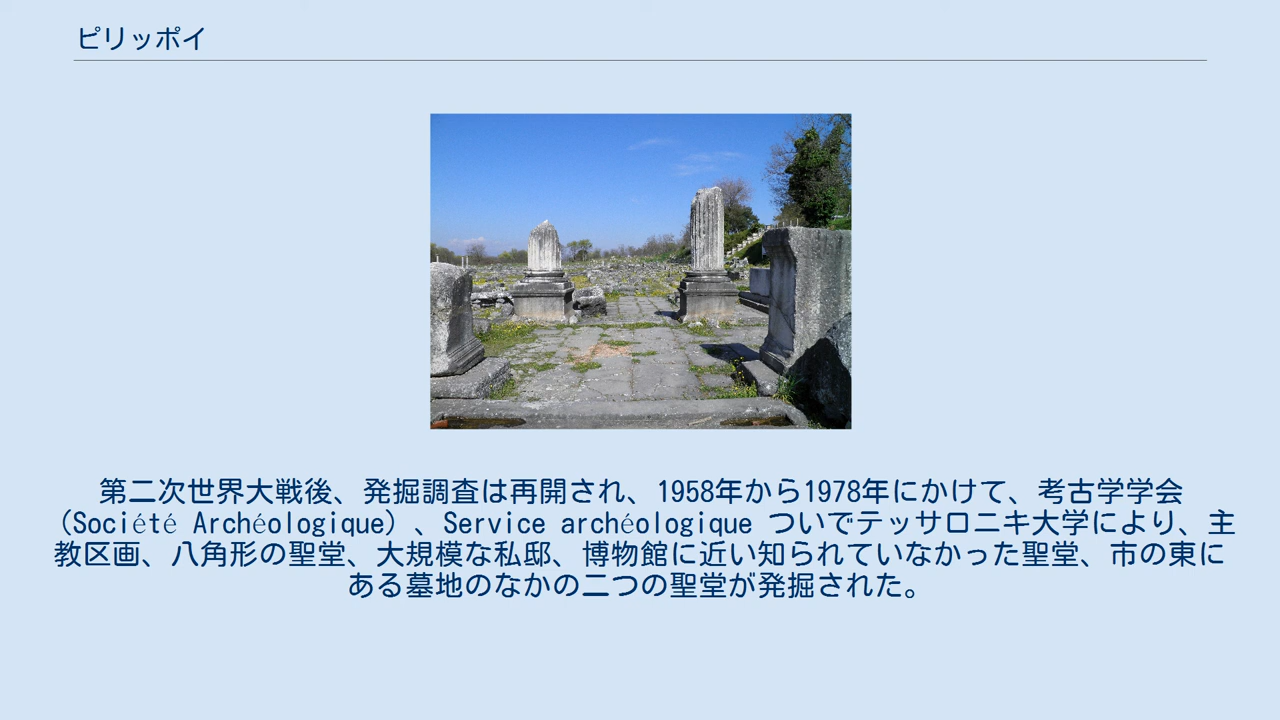 ピリッポイ
第二次世界大戦後、発掘調査は再開され、1958年から1978年にかけて、考古学学会
（Société Archéologique）、Service archéologique ついでテッサロニキ大学により、主
教区画、八角形の聖堂、大規模な私邸、博物館に近い知られていなかった聖堂、市の東に
ある墓地のなかの二つの聖堂が発掘された。